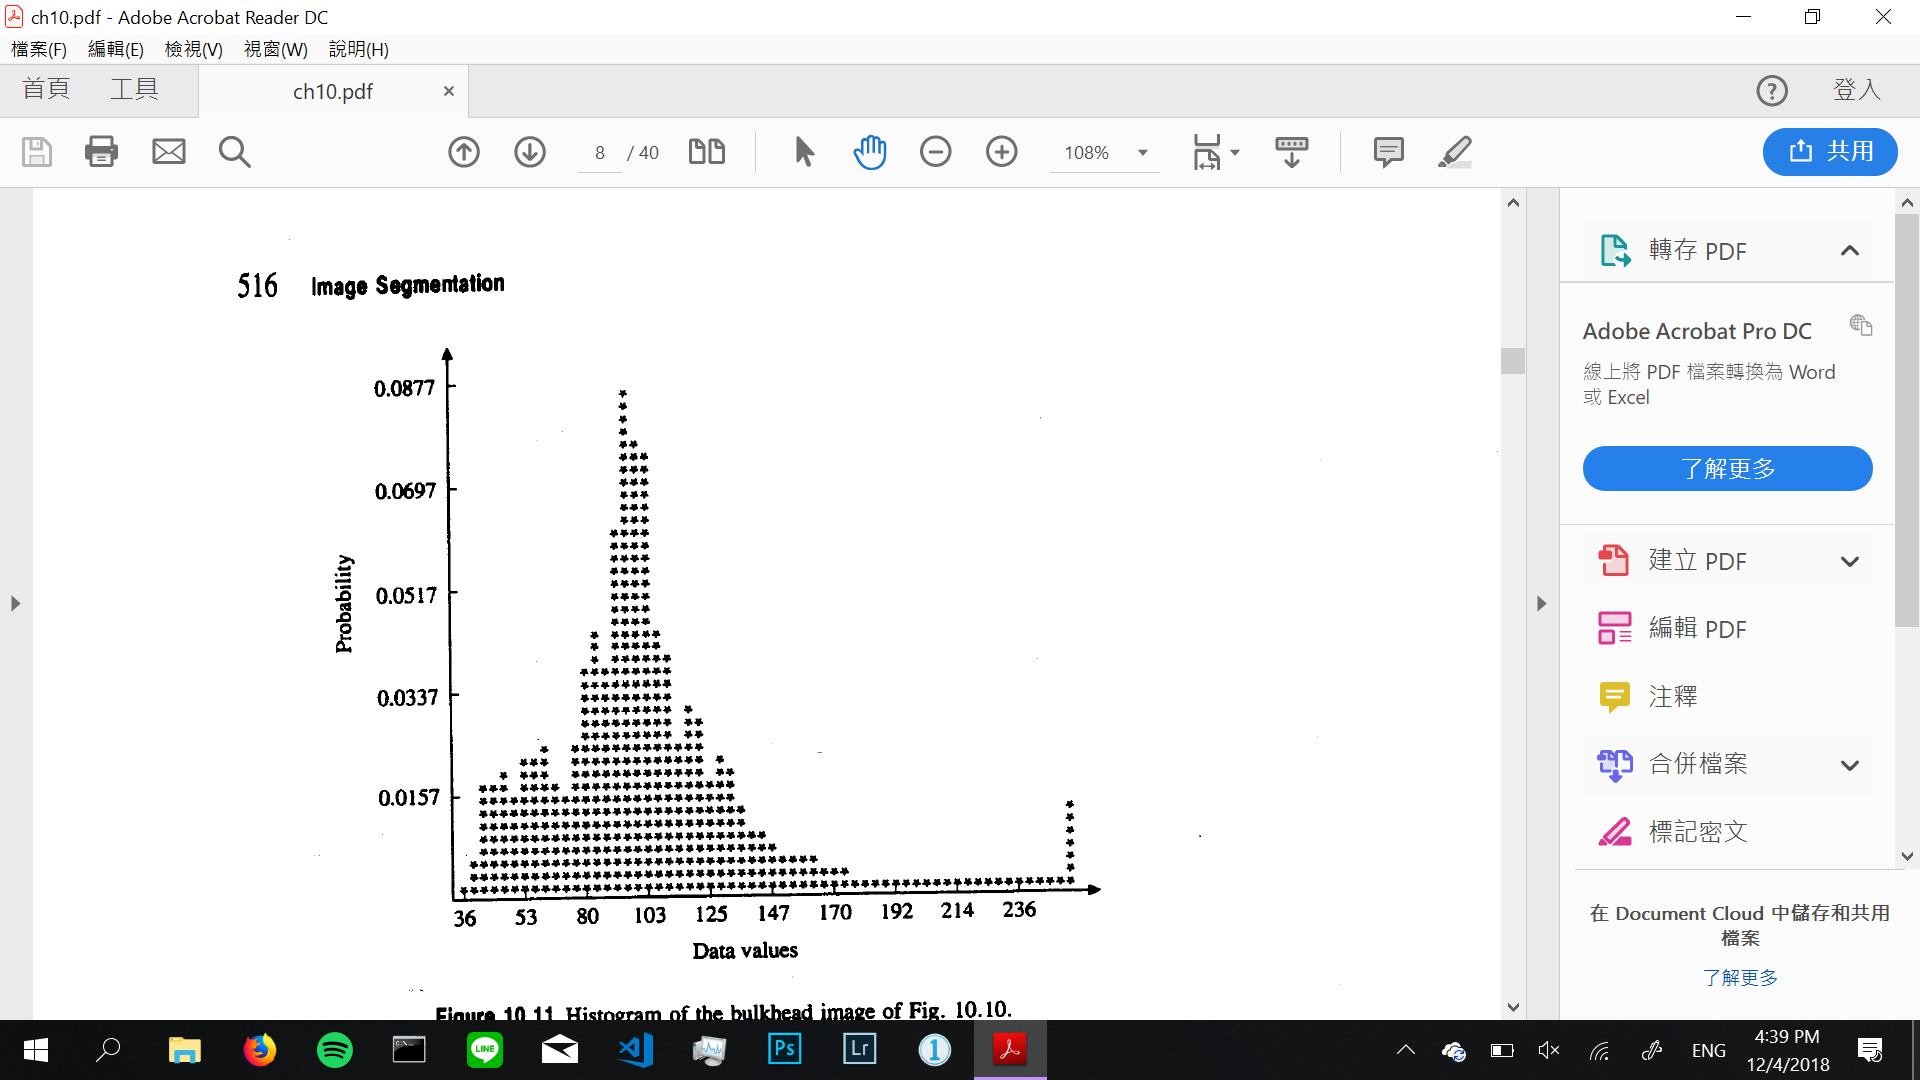 ch10.pdf - Adobe Acrobat Reader DC
檔案(F) 編輯(E) 檢視(V) 視窗(W) 說明(H)
首頁 工具 ch10.pdf 登入
8 / 40 108% 共用
516 Image Segmentation
0.0877
0.0697
0.0517
0.0337
0.0157
Probability
36 53 80 103 125 147 170 192 214 236
Data values
Figure 10.11 Histogram of the bulkhead image of Fig. 10.10.
轉存 PDF
Adobe Acrobat Pro DC
線上將 PDF 檔案轉換為 Word
或 Excel
了解更多
建立 PDF
編輯 PDF
注釋
合併檔案
標記密文
在 Document Cloud 中儲存和共用
檔案
了解更多
LINE
Ps
Lr
1
ENG
4:39 PM
12/4/2018